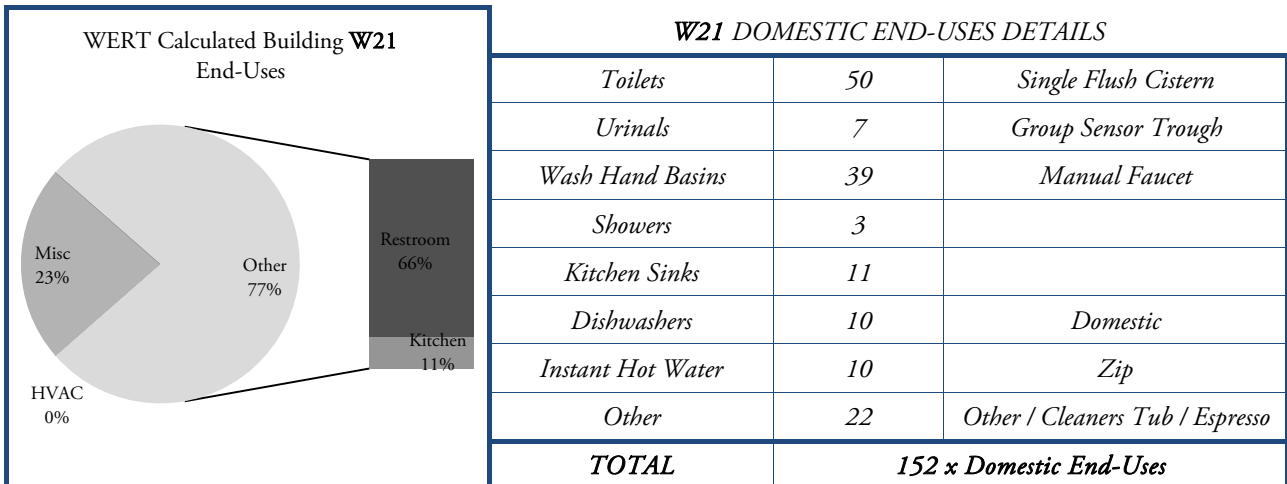 WERT Calculated Building W21
End-Uses
Misc
23%
Other
77%
HVAC
0%
Restroom
66%
Kitchen
11%
W21 DOMESTIC END-USES DETAILS
Toilets 50 Single Flush Cistern
Urinals 7 Group Sensor Trough
Wash Hand Basins 39 Manual Faucet
Showers 3
Kitchen Sinks 11
Dishwashers 10 Domestic
Instant Hot Water 10 Zip
Other 22 Other / Cleaners Tub / Espresso
TOTAL 152 x Domestic End-Uses